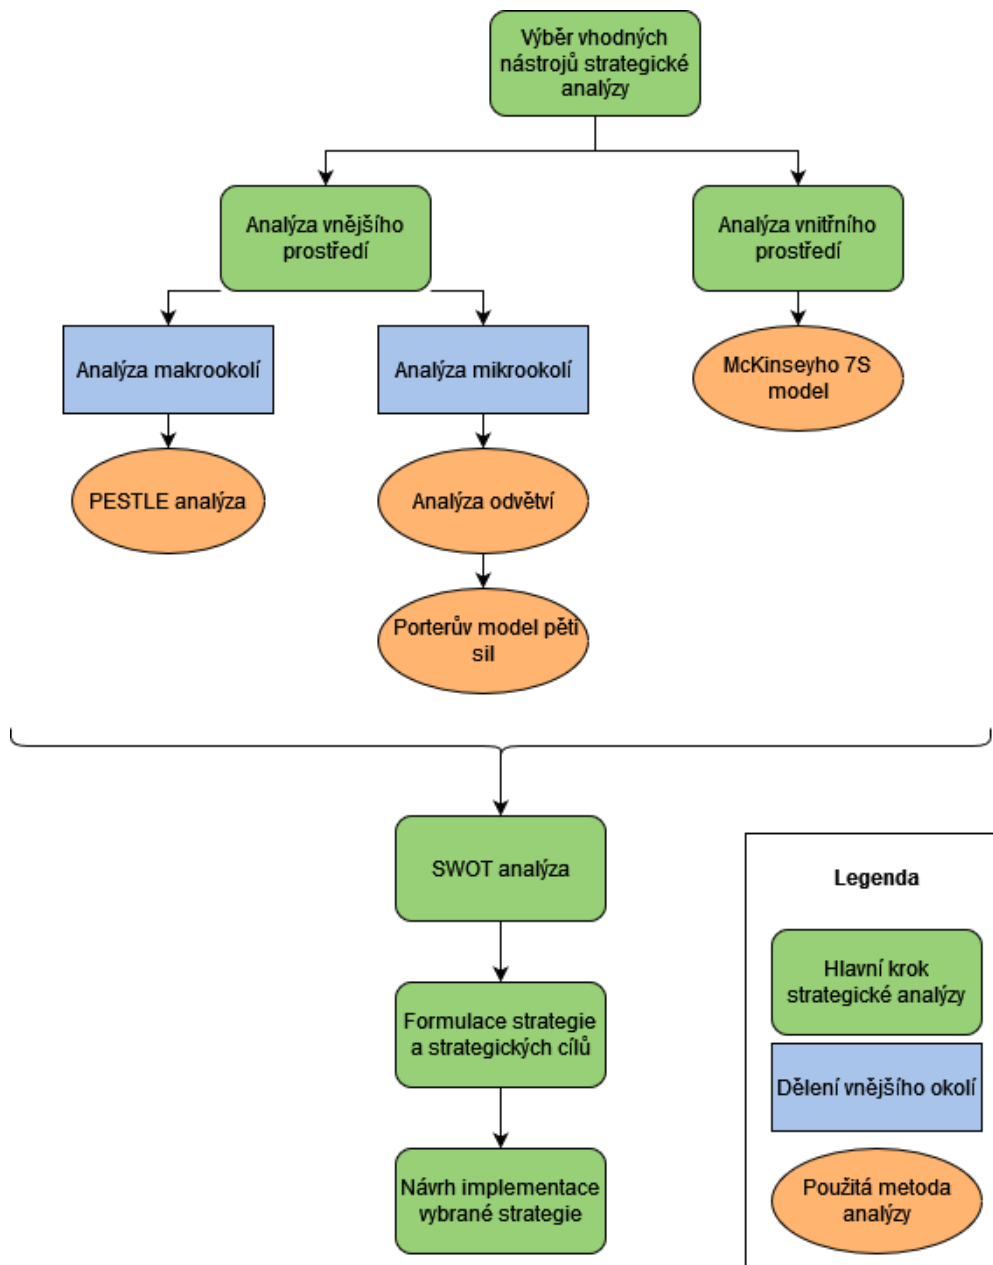 Výběr vhodných
nástrojů strategické
analýzy
Analýza vnějšího
prostředí
Analýza vnitřního
prostředí
Analýza makrookolí
Analýza mikrookolí
McKinseyho 7S
model
PESTLE analýza
Analýza odvětví
Porterův model pěti
sil
SWOT analýza
Formulace strategie
a strategických cílů
Návrh implementace
vybrané strategie
Legenda
Hlavní krok
strategické analýzy
Dělení vnějšího okolí
Použitá metoda
analýzy